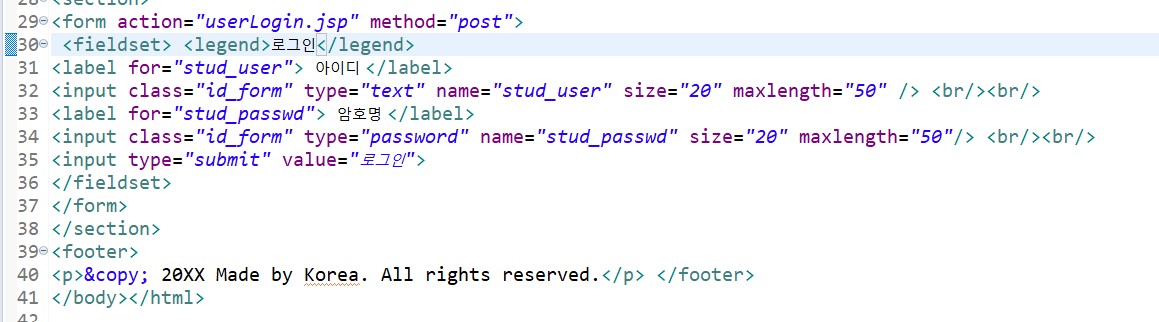 28 <section>
29 <form action="userLogin.jsp" method="post">
30 <fieldset> <legend>로그인</legend>
31 <label for="stud_user"> 아이디 </label>
32 <input class="id_form" type="text" name="stud_user" size="20" maxlength="50" /> <br/><br/>
33 <label for="stud_passwd"> 암호명 </label>
34 <input class="id_form" type="password" name="stud_passwd" size="20" maxlength="50"/> <br/><br/>
35 <input type="submit" value="로그인">
36 </fieldset>
37 </form>
38 </section>
39 <footer>
40 <p>&copy; 20XX Made by Korea. All rights reserved.</p> </footer>
41 </body></html>
42